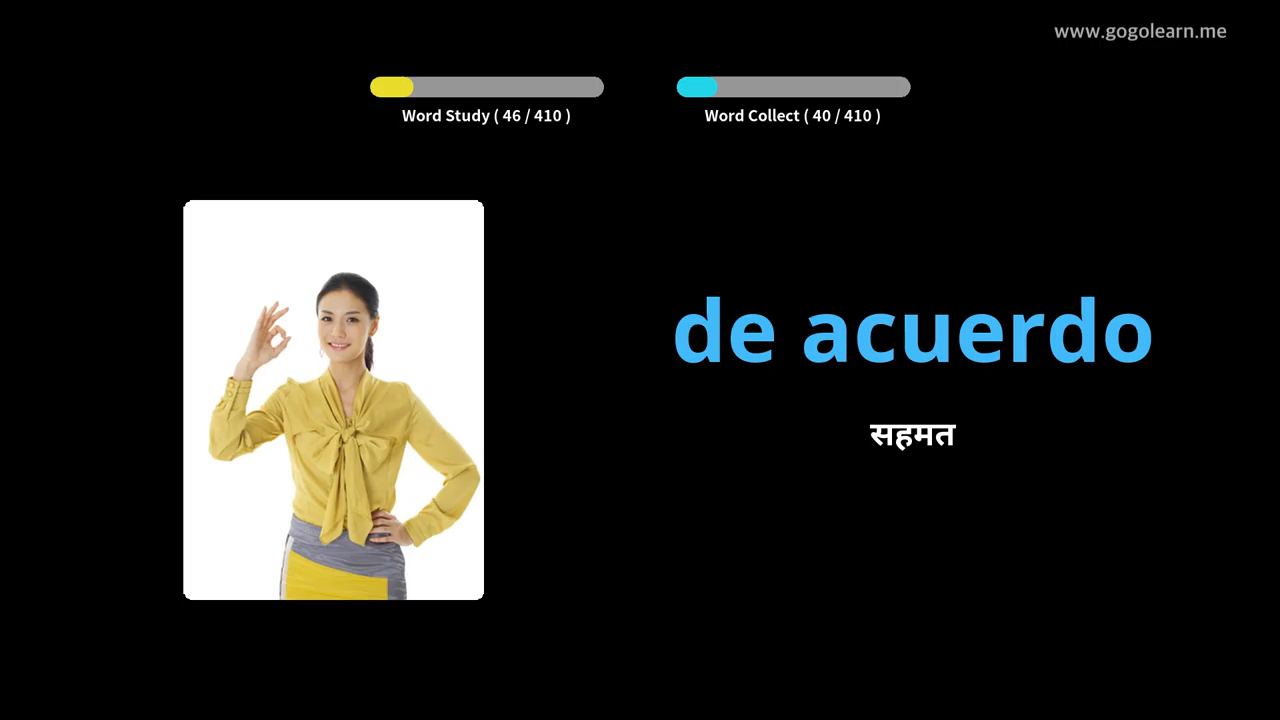 www.gogolearn.me
Word Study ( 46 / 410 )
Word Collect ( 40 / 410 )
de acuerdo
सहमत